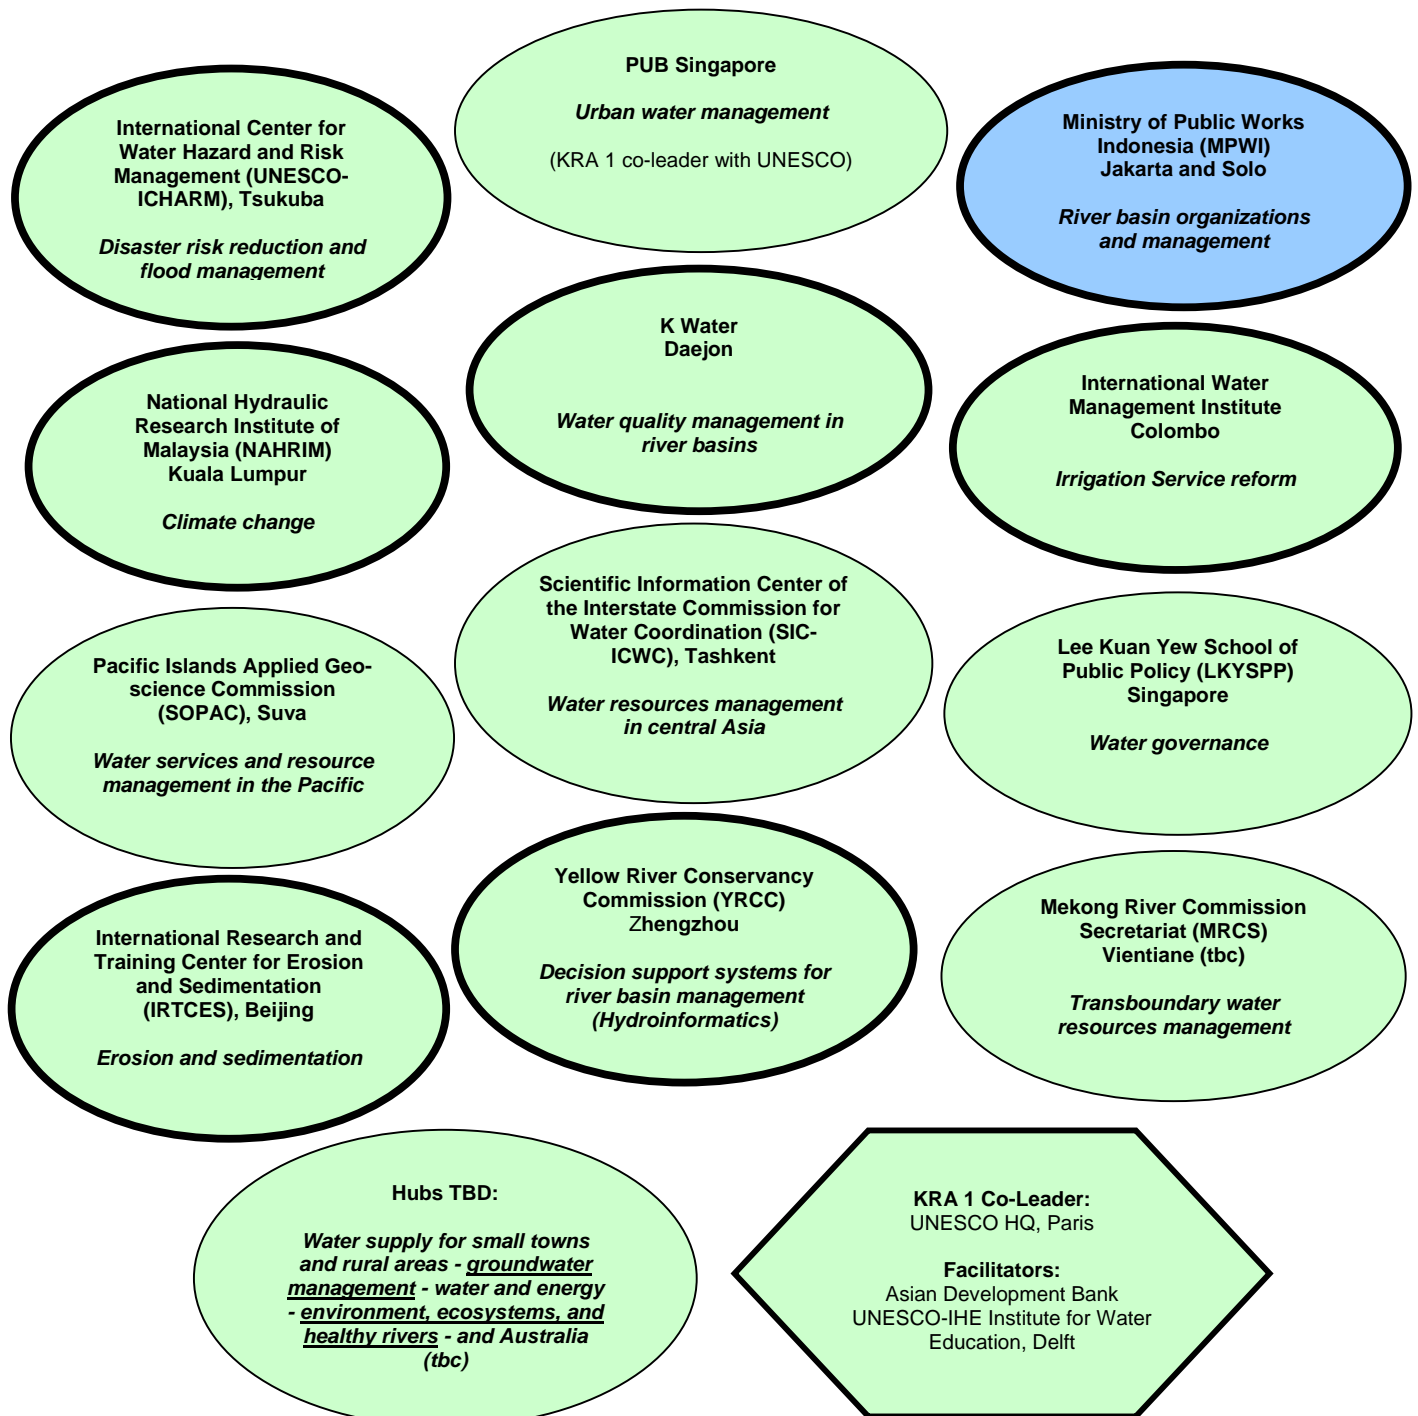 PUB Singapore
Urban water management
(KRA 1 co-leader with UNESCO)
International Center for
Water Hazard and Risk
Management (UNESCO-
ICHARM), Tsukuba
Disaster risk reduction and
flood management
Ministry of Public Works
Indonesia (MPWI)
Jakarta and Solo
River basin organizations
and management
K Water
Daejon
Water quality management in
river basins
National Hydraulic
Research Institute of
Malaysia (NAHRIM)
Kuala Lumpur
Climate change
International Water
Management Institute
Colombo
Irrigation Service reform
Scientific Information Center of
the Interstate Commission for
Water Coordination (SIC-
ICWC), Tashkent
Water resources management
in central Asia
Pacific Islands Applied Geo-
science Commission
(SOPAC), Suva
Water services and resource
management in the Pacific
Lee Kuan Yew School of
Public Policy (LKYSPP)
Singapore
Water governance
Yellow River Conservancy
Commission (YRCC)
Zhengzhou
Decision support systems for
river basin management
(Hydroinformatics)
International Research and
Training Center for Erosion
and Sedimentation
(IRTCES), Beijing
Erosion and sedimentation
Mekong River Commission
Secretariat (MRCS)
Vientiane (tbc)
Transboundary water
resources management
Hubs TBD:
Water supply for small towns
and rural areas - groundwater
management - water and energy
- environment, ecosystems, and
healthy rivers - and Australia
(tbc)
KRA 1 Co-Leader:
UNESCO HQ, Paris
Facilitators:
Asian Development Bank
UNESCO-IHE Institute for Water
Education, Delft